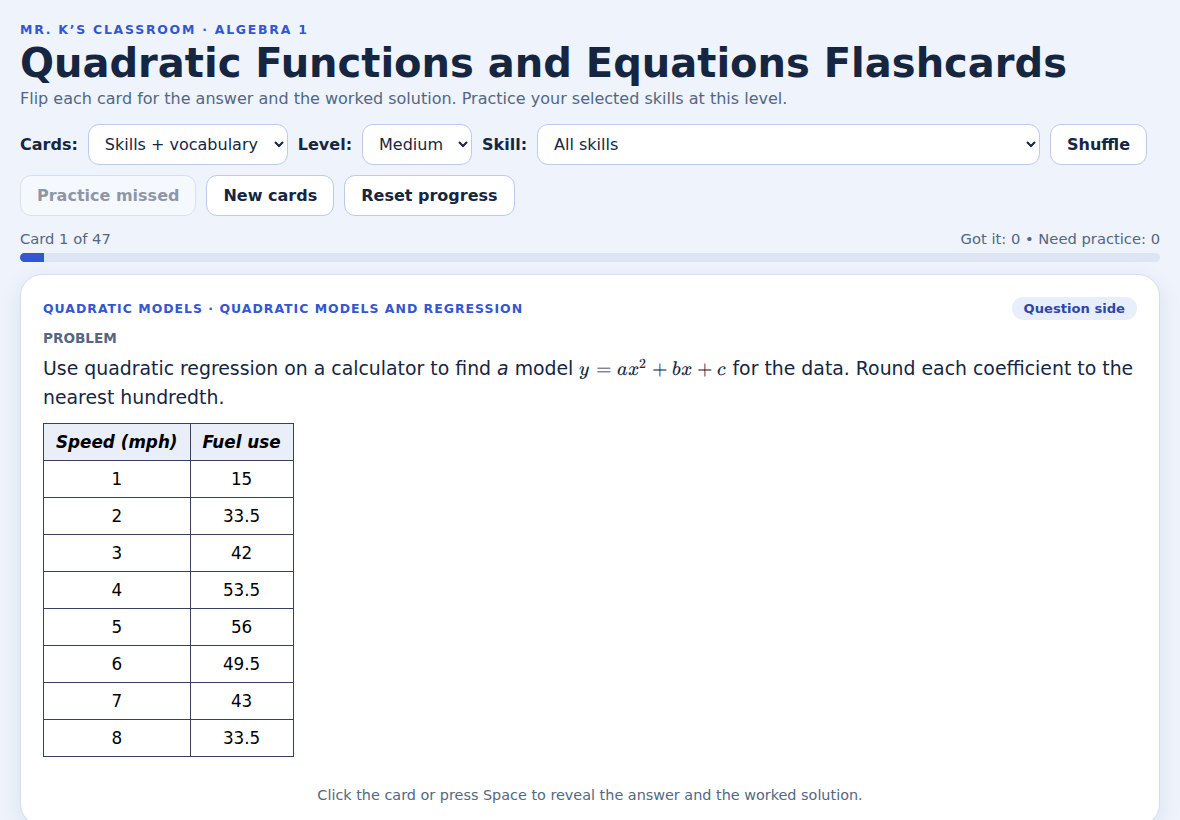 MR. K’S CLASSROOM · ALGEBRA 1
Quadratic Functions and Equations Flashcards
Flip each card for the answer and the worked solution. Practice your selected skills at this level.
Cards: Skills + vocabulary Level: Medium Skill: All skills Shuffle
Practice missed New cards Reset progress
Card 1 of 47 Got it: 0 • Need practice: 0
QUADRATIC MODELS · QUADRATIC MODELS AND REGRESSION Question side
PROBLEM
Use quadratic regression on a calculator to find a model y = ax² + bx + c for the data. Round each coefficient to the
nearest hundredth.
Speed (mph) Fuel use
1 15
2 33.5
3 42
4 53.5
5 56
6 49.5
7 43
8 33.5
Click the card or press Space to reveal the answer and the worked solution.